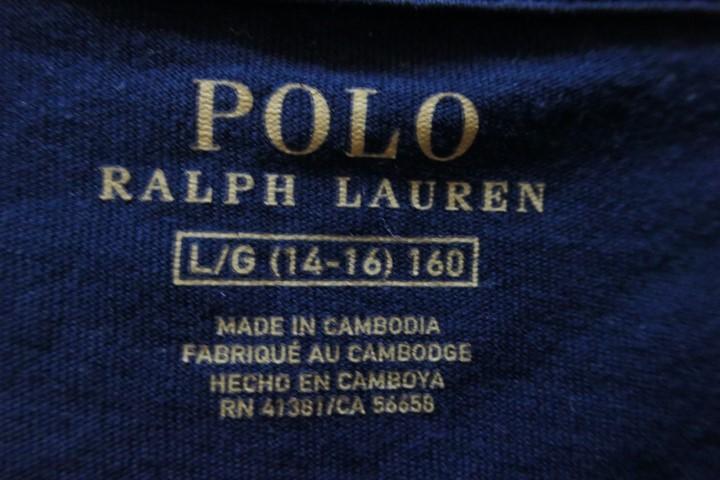 POLO
RALPH LAUREN
L/G (14-16) 160
MADE IN CAMBODIA
FABRIQUÉ AU CAMBODGE
HECHO EN CAMBOYA
RN 41381/CA 56658